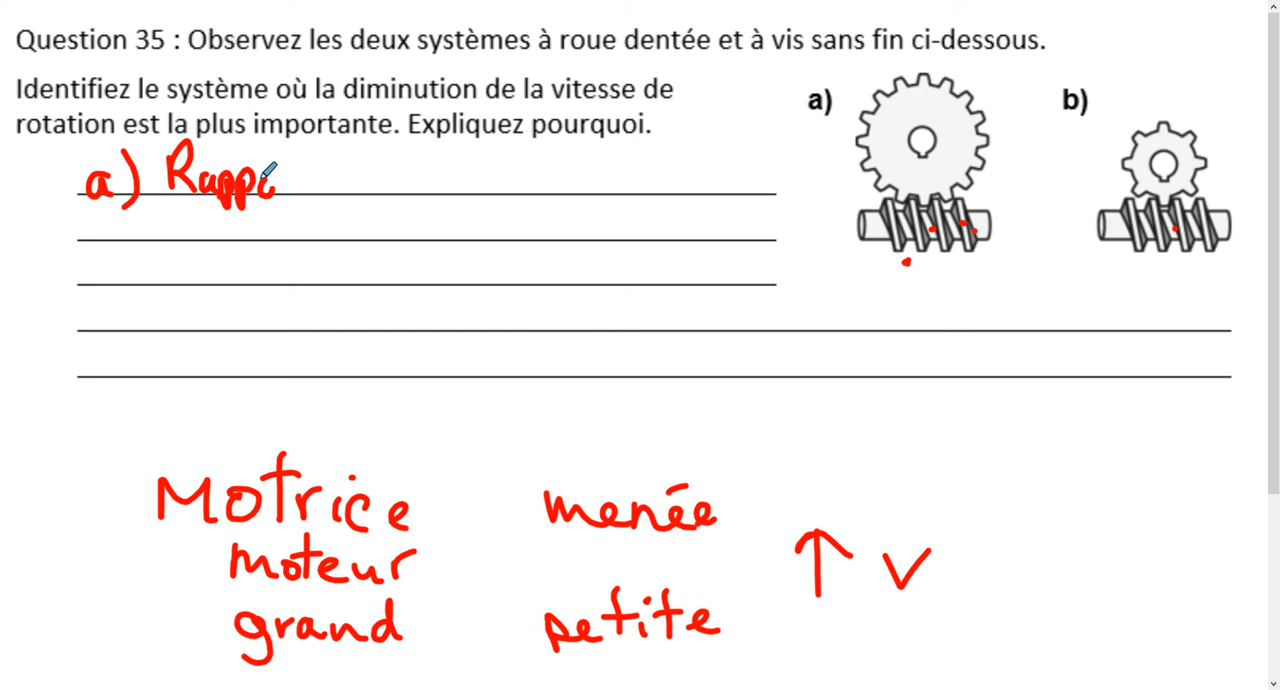 Question 35 : Observez les deux systèmes à roue dentée et à vis sans fin ci-dessous.
Identifiez le système où la diminution de la vitesse de
rotation est la plus importante. Expliquez pourquoi.
a)
b)
a) Rappo
Motrice menée
moteur
↑ v
grand petite